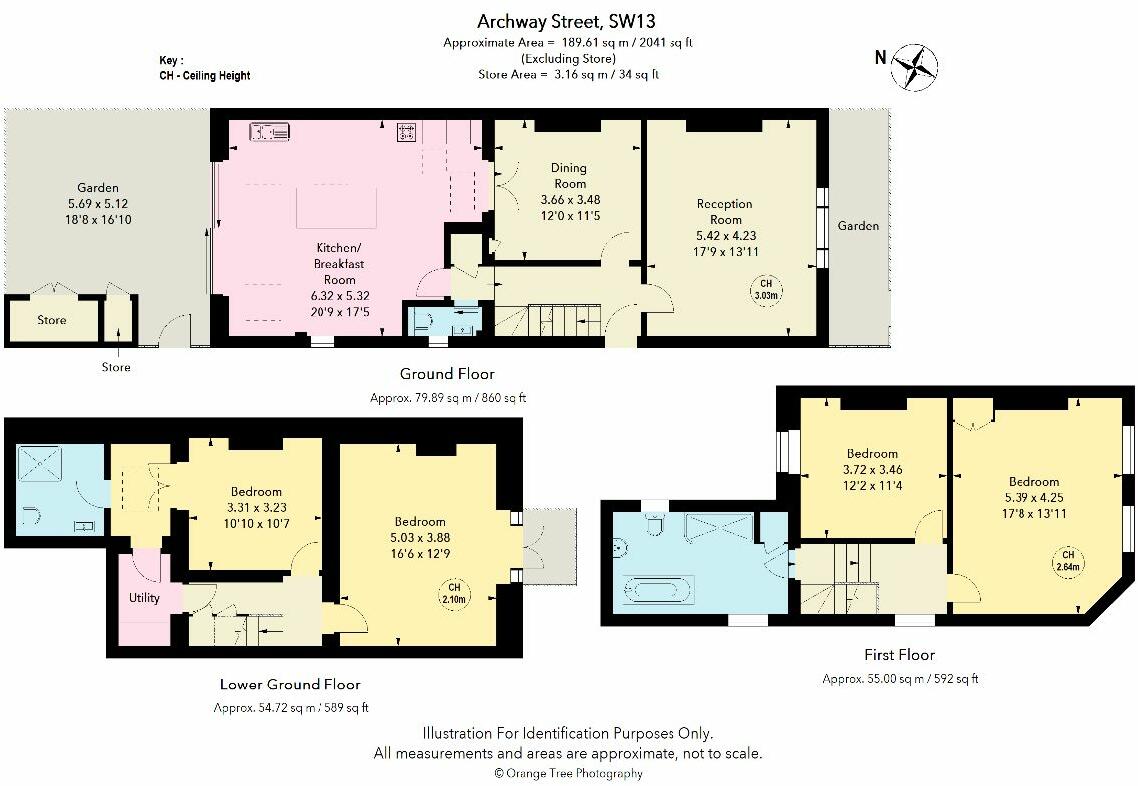 Archway Street, SW13
Approximate Area = 189.61 sq m / 2041 sq ft
(Excluding Store)
Store Area = 3.16 sq m / 34 sq ft
Key :
CH - Ceiling Height
N
Garden
5.69 x 5.12
18'8 x 16'10
Store
Store
Kitchen/
Breakfast
Room
6.32 x 5.32
20'9 x 17'5
Dining
Room
3.66 x 3.48
12'0 x 11'5
Reception
Room
5.42 x 4.23
17'9 x 13'11
CH
3.03m
Garden
Ground Floor
Approx. 79.89 sq m / 860 sq ft
Bedroom
3.31 x 3.23
10'10 x 10'7
Bedroom
5.03 x 3.88
16'6 x 12'9
CH
2.10m
Utility
Lower Ground Floor
Approx. 54.72 sq m / 589 sq ft
Bedroom
3.72 x 3.46
12'2 x 11'4
Bedroom
5.39 x 4.25
17'8 x 13'11
CH
2.64m
First Floor
Approx. 55.00 sq m / 592 sq ft
Illustration For Identification Purposes Only.
All measurements and areas are approximate, not to scale.
© Orange Tree Photography